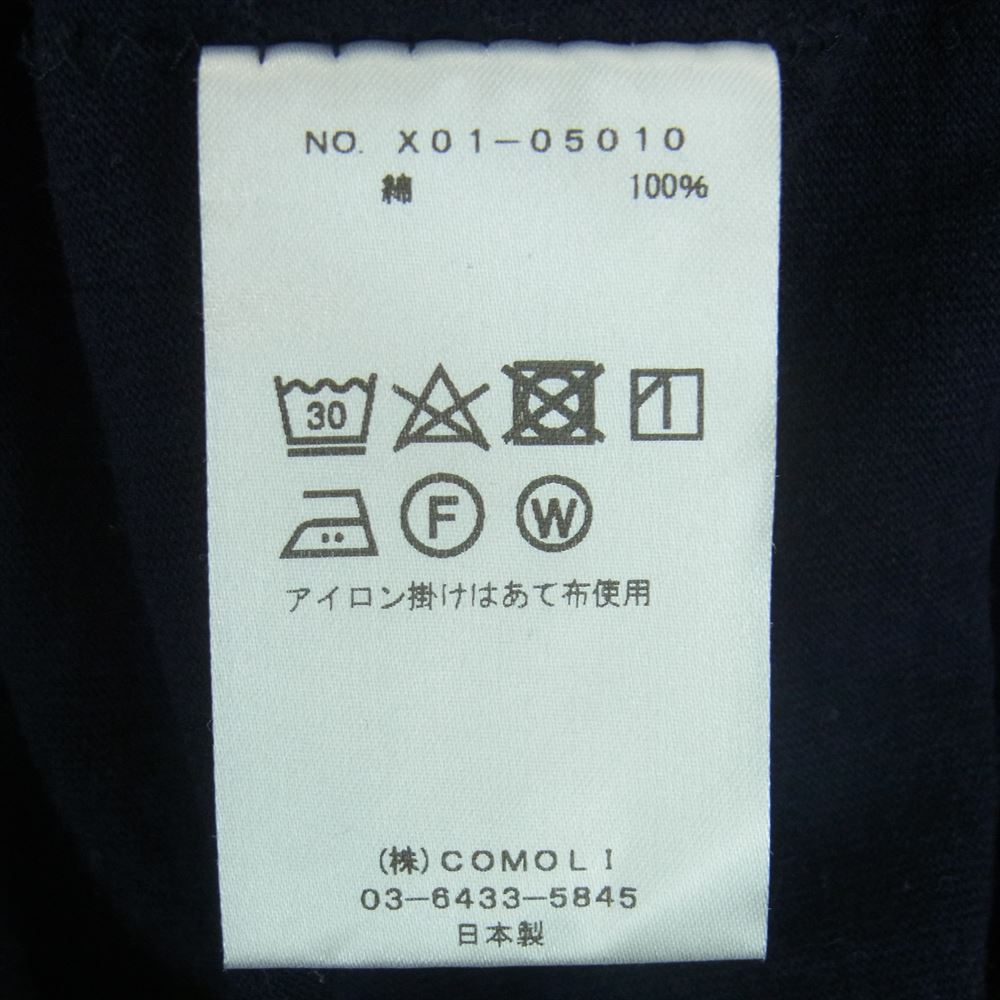 NO. X01-05010
綿 100%
30
F W
アイロン掛けはあて布使用
(株)COMOLI
03-6433-5845
日本製